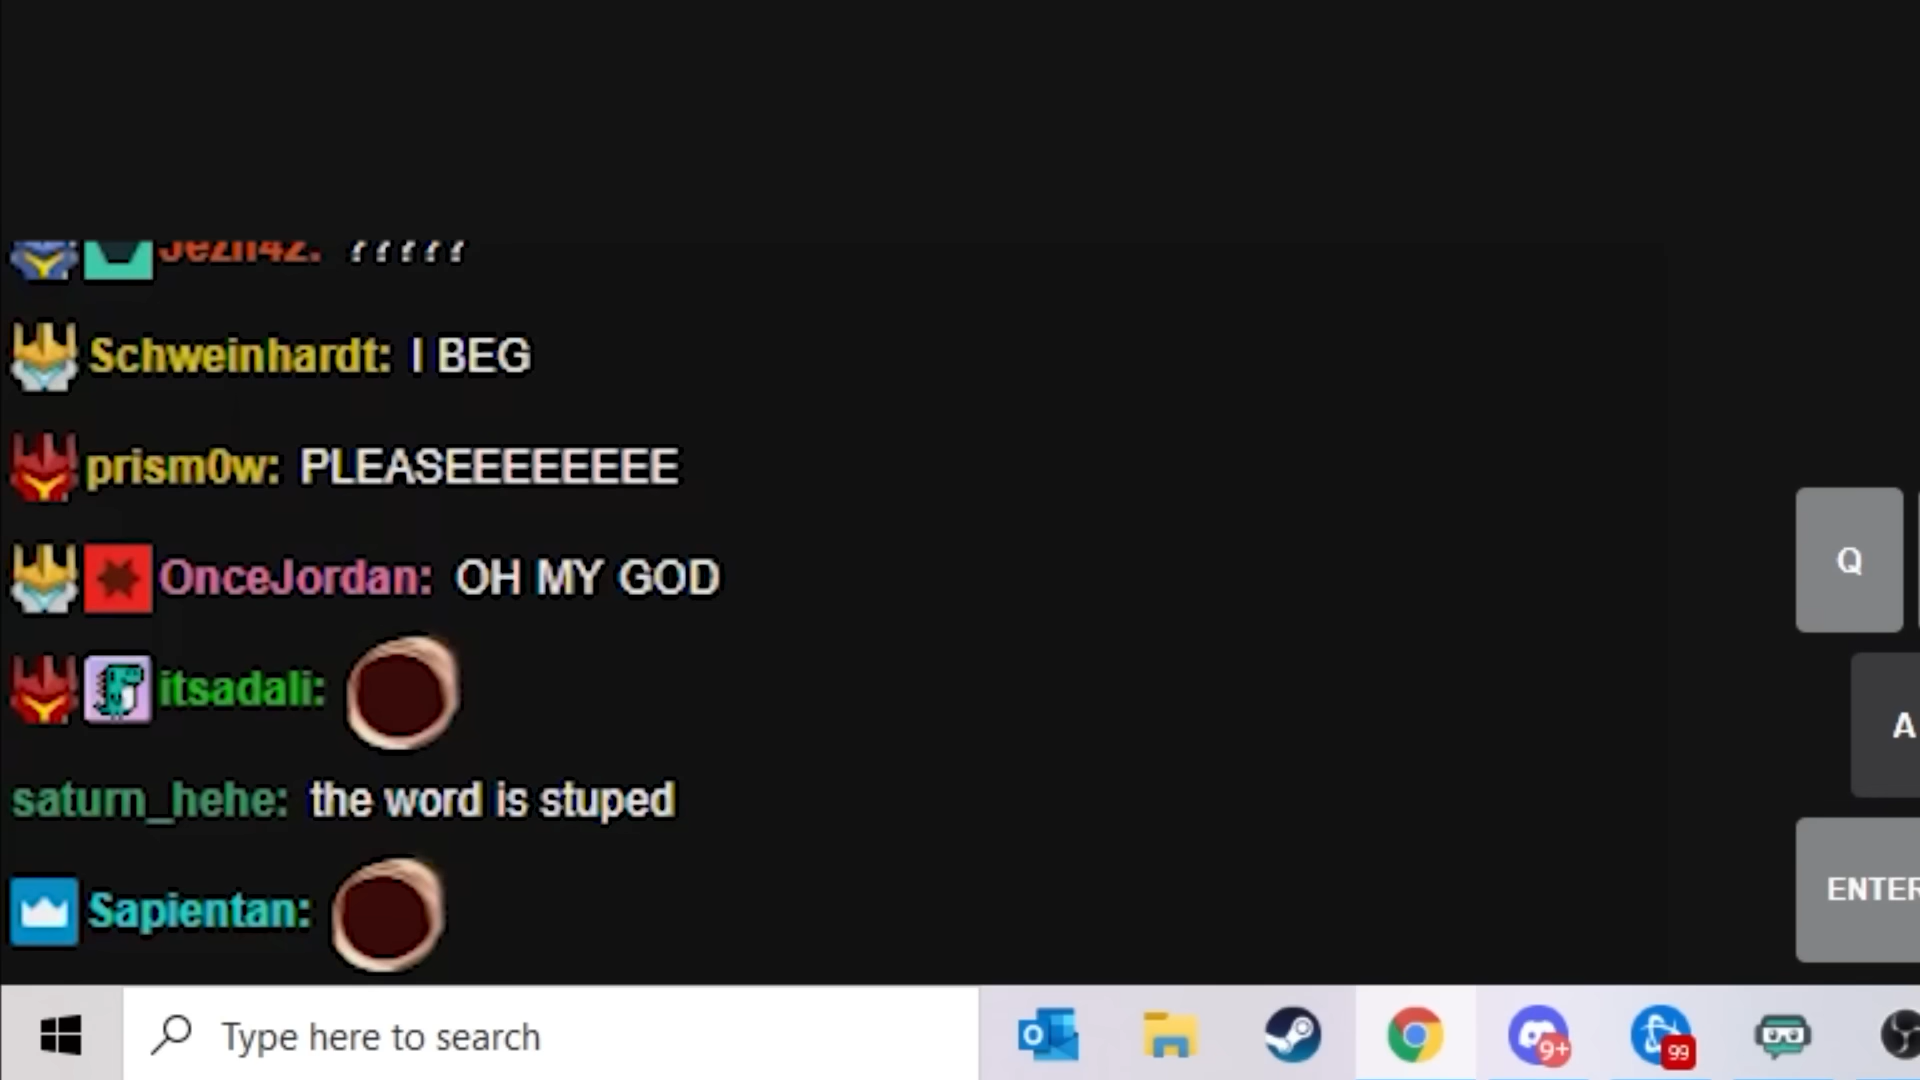 Jezn42: ?????
Schweinhardt: I BEG
prism0w: PLEASEEEEEEEE
OnceJordan: OH MY GOD
itsadali:
saturn_hehe: the word is stuped
Sapientan:
Q
A
ENTER
Type here to search
9+
99